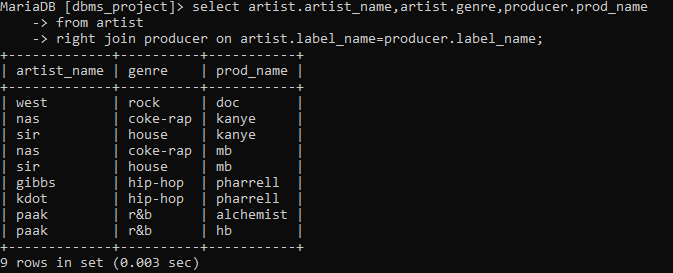 MariaDB [dbms_project]> select artist.artist_name,artist.genre,producer.prod_name
    -> from artist
    -> right join producer on artist.label_name=producer.label_name;
+-------------+----------+-----------+
| artist_name | genre    | prod_name |
+-------------+----------+-----------+
| west        | rock     | doc       |
| nas         | coke-rap | kanye     |
| sir         | house    | kanye     |
| nas         | coke-rap | mb        |
| sir         | house    | mb        |
| gibbs       | hip-hop  | pharrell  |
| kdot        | hip-hop  | pharrell  |
| paak        | r&b      | alchemist |
| paak        | r&b      | hb        |
+-------------+----------+-----------+
9 rows in set (0.003 sec)